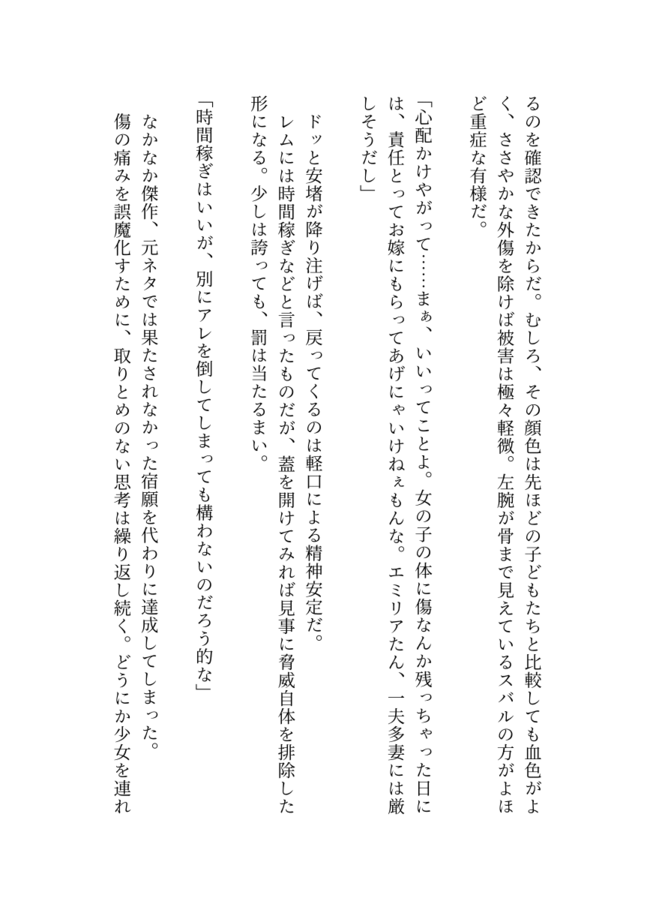 るのを確認できたからだ。むしろ、その顔色は先ほどの子どもたちと比較しても血色がよ
く、ささやかな外傷を除けば被害は極々軽微。左腕が骨まで見えているスバルの方がよほ
ど重症な有様だ。
「心配かけやがって……まぁ、いいってことよ。女の子の体に傷なんか残っちゃった日に
は、責任とってお嫁にもらってあげにゃいけねぇもんな。エミリアたん、一夫多妻には厳
しそうだし」
ドッと安堵が降り注げば、戻ってくるのは軽口による精神安定だ。
レムには時間稼ぎなどと言ったものだが、蓋を開けてみれば見事に脅威自体を排除した
形になる。少しは誇っても、罰は当たるまい。
「時間稼ぎはいいが、別にアレを倒してしまっても構わないのだろう的な」
なかなか傑作、元ネタでは果たされなかった宿願を代わりに達成してしまった。
傷の痛みを誤魔化すために、取りとめのない思考は繰り返し続く。どうにか少女を連れ